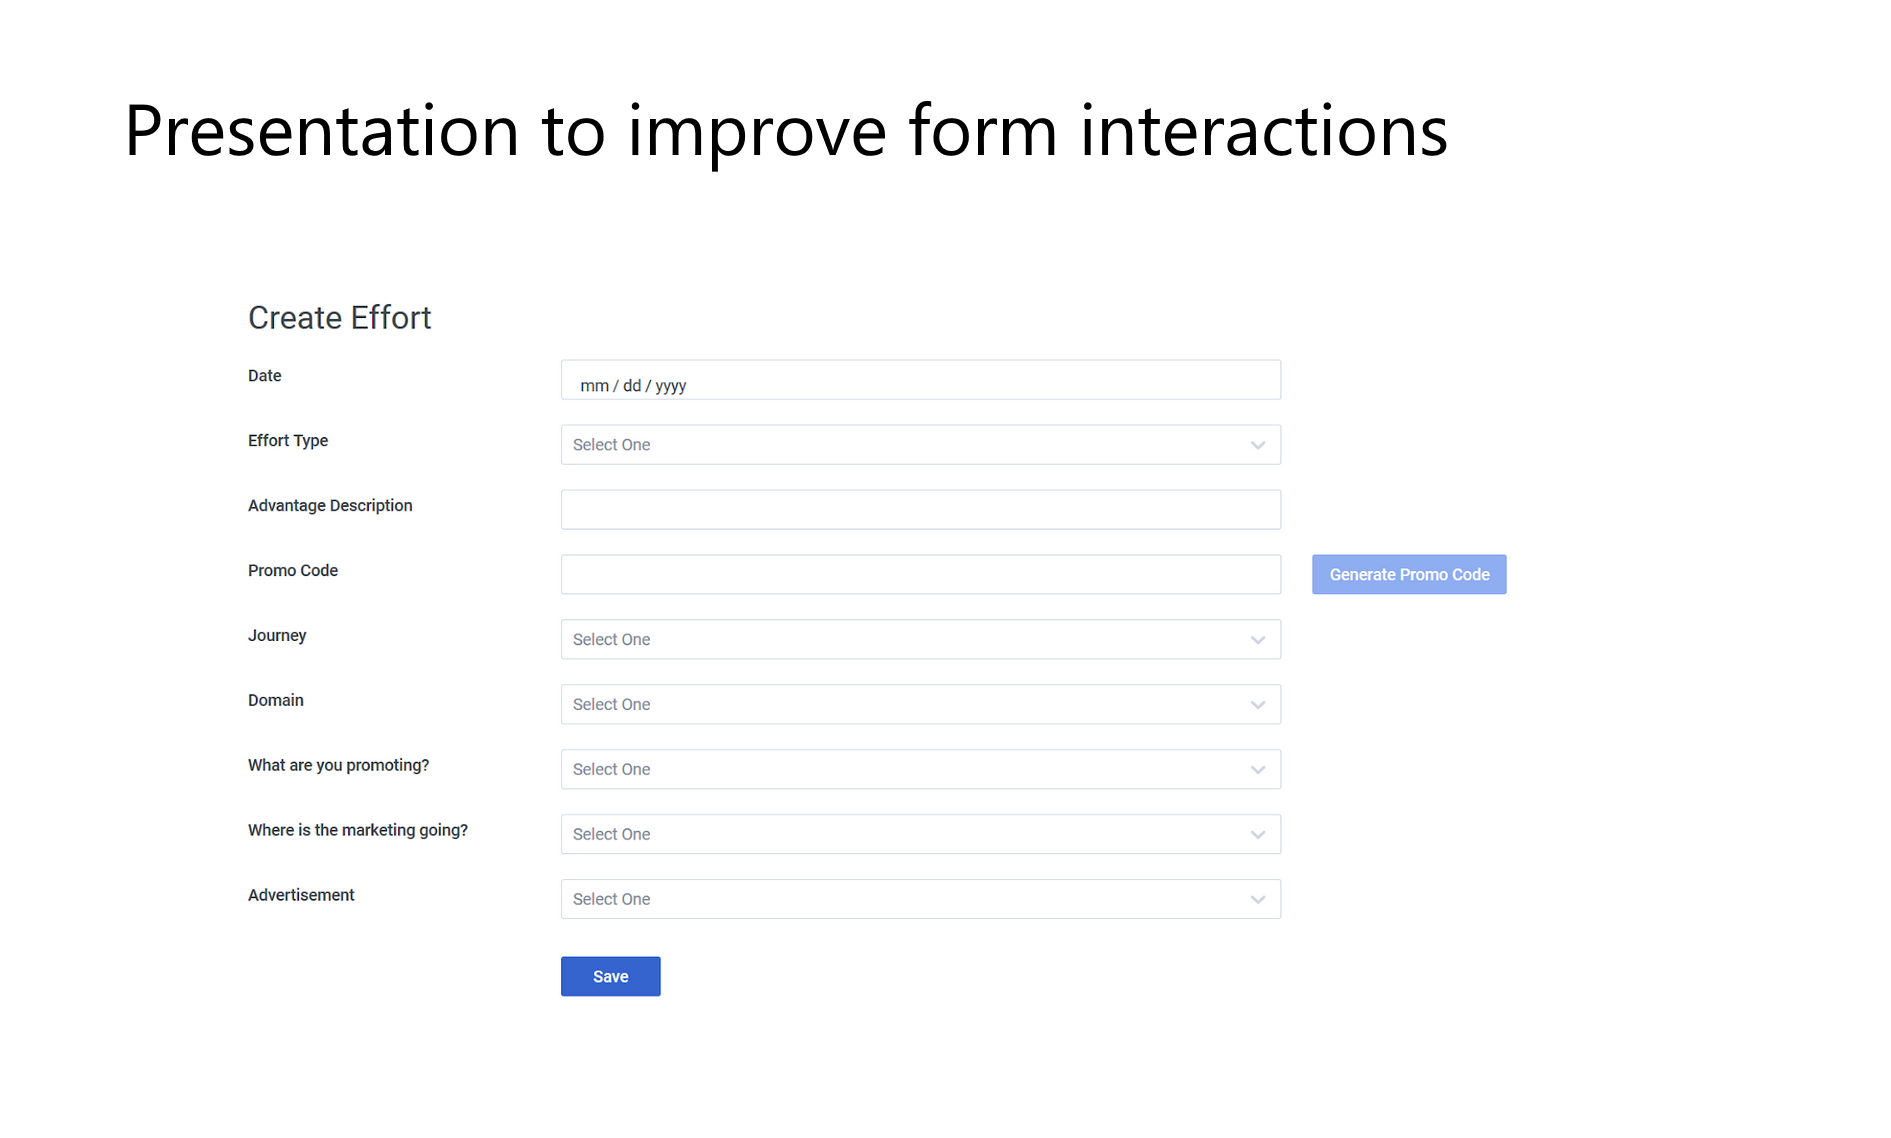 Presentation to improve form interactions
Create Effort
Date
mm / dd / yyyy
Effort Type
Select One
Advantage Description
Promo Code
Generate Promo Code
Journey
Select One
Domain
Select One
What are you promoting?
Select One
Where is the marketing going?
Select One
Advertisement
Select One
Save